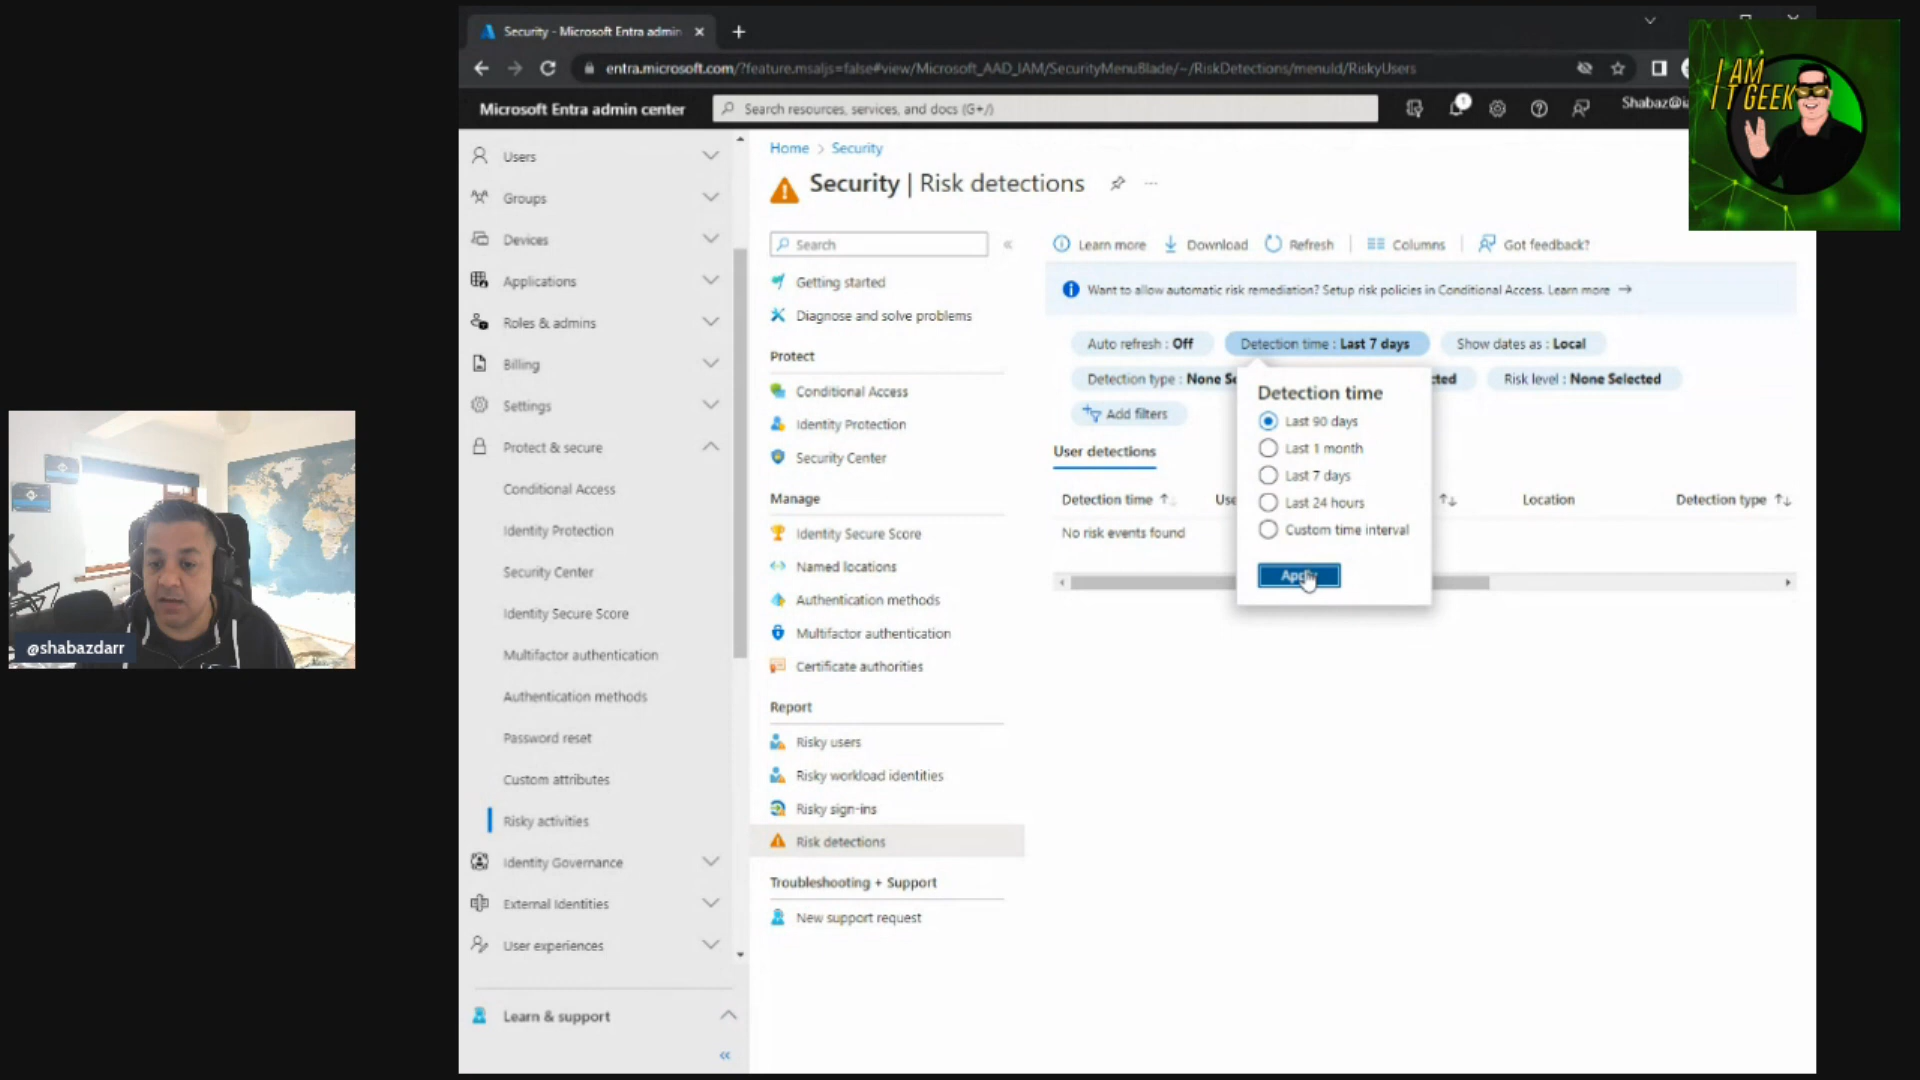 Security - Microsoft Entra admin
entra.microsoft.com/?feature.msaljs=false#view/Microsoft_AAD_IAM/SecurityMenuBlade/~/RiskDetections/menuId/RiskyUsers
Microsoft Entra admin center
Search resources, services, and docs (G+/)
1
Shabaz@ia
I AM
IT GEEK
Users
Groups
Devices
Applications
Roles & admins
Billing
Settings
Protect & secure
Conditional Access
Identity Protection
Security Center
Identity Secure Score
Multifactor authentication
Authentication methods
Password reset
Custom attributes
Risky activities
Identity Governance
External Identities
User experiences
Learn & support
Home > Security
Security | Risk detections
Search
Getting started
Diagnose and solve problems
Protect
Conditional Access
Identity Protection
Security Center
Manage
Identity Secure Score
Named locations
Authentication methods
Multifactor authentication
Certificate authorities
Report
Risky users
Risky workload identities
Risky sign-ins
Risk detections
Troubleshooting + Support
New support request
Learn more Download Refresh Columns Got feedback?
Want to allow automatic risk remediation? Setup risk policies in Conditional Access. Learn more →
Auto refresh : Off Detection time : Last 7 days Show dates as : Local
Detection type : None Se cted Risk level : None Selected
Add filters
User detections
Detection time Use Location Detection type
No risk events found
Detection time
Last 90 days
Last 1 month
Last 7 days
Last 24 hours
Custom time interval
Apply
@shabazdarr